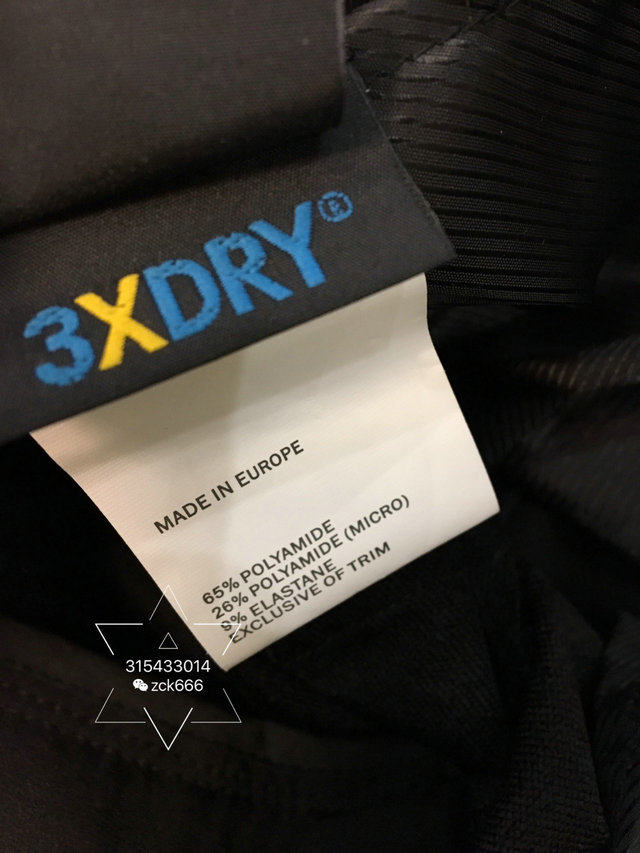 3XDRY®
MADE IN EUROPE
65% POLYAMIDE
26% POLYAMIDE (MICRO)
9% ELASTANE
EXCLUSIVE OF TRIM
315433014
zck666